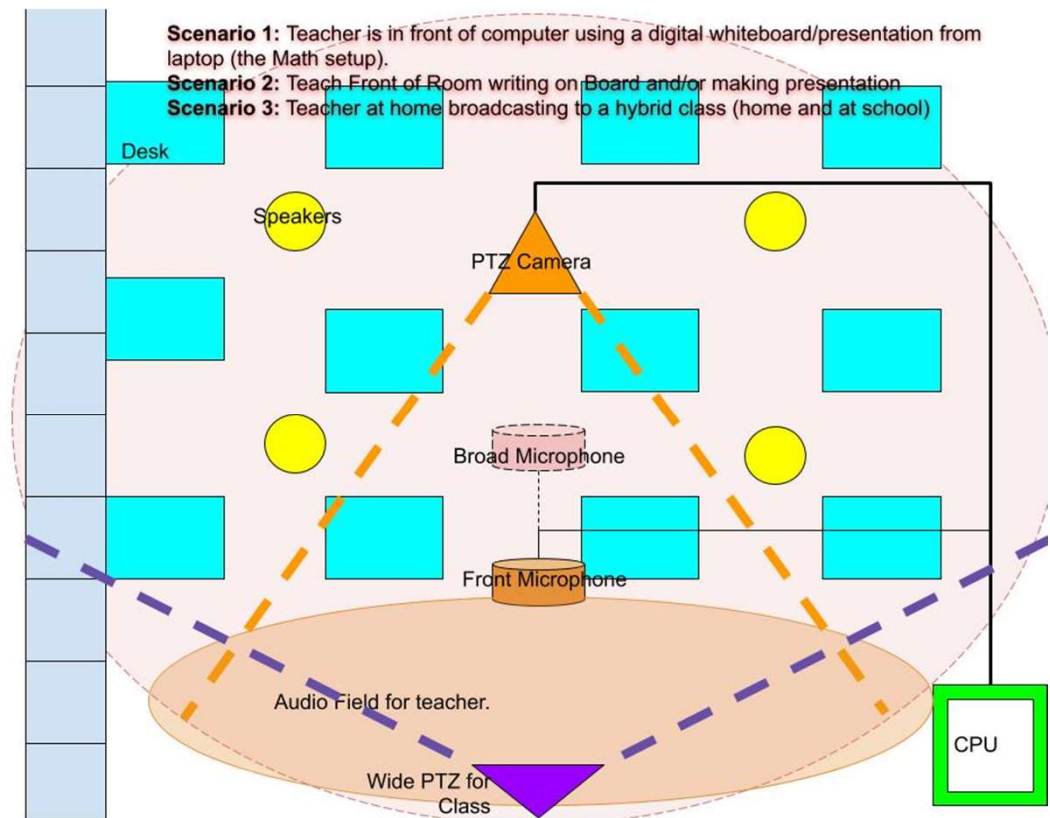 Scenario 1: Teacher is in front of computer using a digital whiteboard/presentation from
laptop (the Math setup).
Scenario 2: Teach Front of Room writing on Board and/or making presentation
Scenario 3: Teacher at home broadcasting to a hybrid class (home and at school)
Desk
Speakers
PTZ Camera
Broad Microphone
Front Microphone
Audio Field for teacher.
CPU
Wide PTZ for
Class